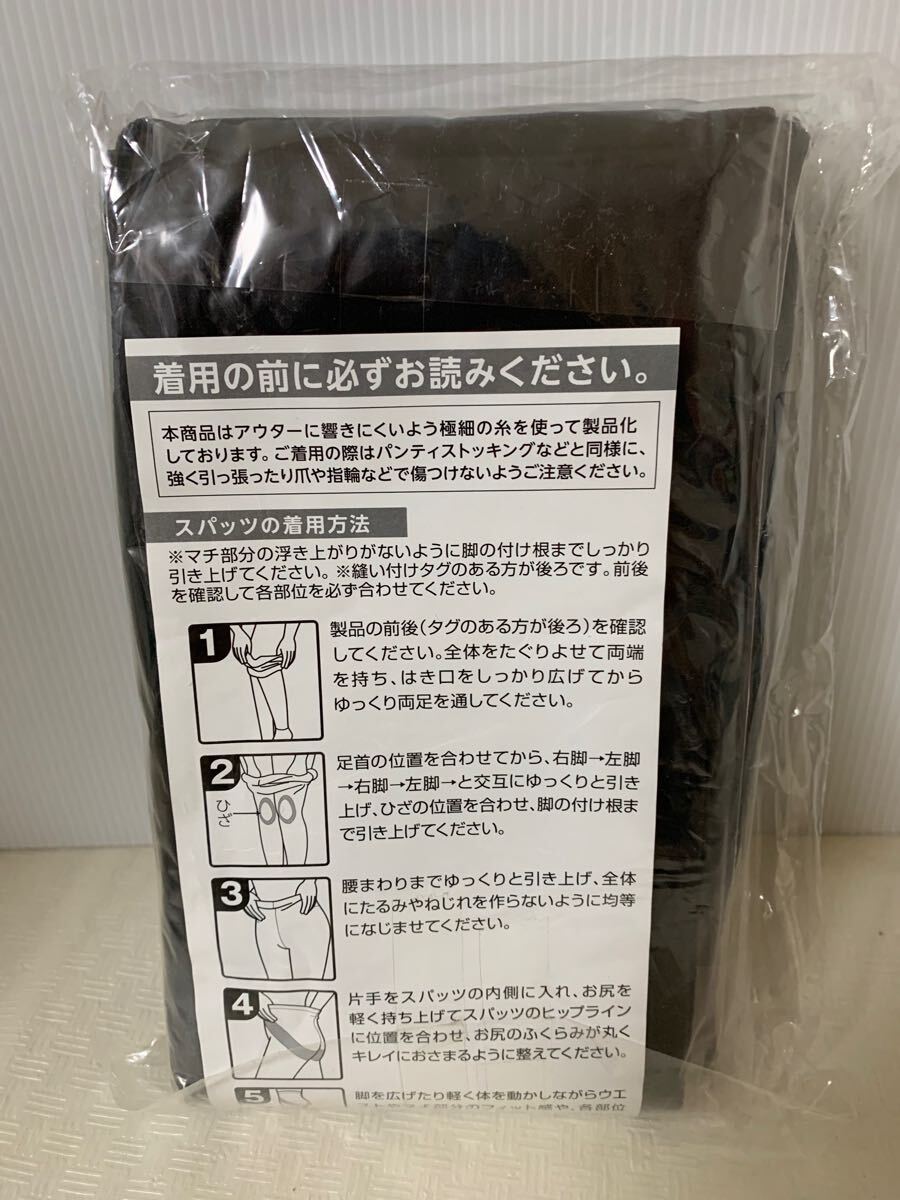 着用の前に必ずお読みください。
本商品はアウターに響きにくいよう極細の糸を使って製品化
しております。ご着用の際はパンティストッキングなどと同様に、
強く引っ張ったり爪や指輪などで傷つけないようご注意ください。
スパッツの着用方法
※マチ部分の浮き上がりがないように脚の付け根までしっかり
引き上げてください。※縫い付けタグのある方が後ろです。前後
を確認して各部位を必ず合わせてください。
1
製品の前後(タグのある方が後ろ)を確認
してください。全体をたぐりよせて両端
を持ち、はき口をしっかり広げてから
ゆっくり両足を通してください。
2
ひざ
足首の位置を合わせてから、右脚→左脚
→右脚→左脚→と交互にゆっくりと引き
上げ、ひざの位置を合わせ、脚の付け根ま
で引き上げてください。
3
腰まわりまでゆっくりと引き上げ、全体
にたるみやねじれを作らないように均等
になじませてください。
4
片手をスパッツの内側に入れ、お尻を
軽く持ち上げてスパッツのヒップライン
に位置を合わせ、お尻のふくらみが丸く
キレイにおさまるように整えてください。
5
脚を広げたり軽く体を動かしながらウエ
ストやマチ部分のフィット感や、各部位